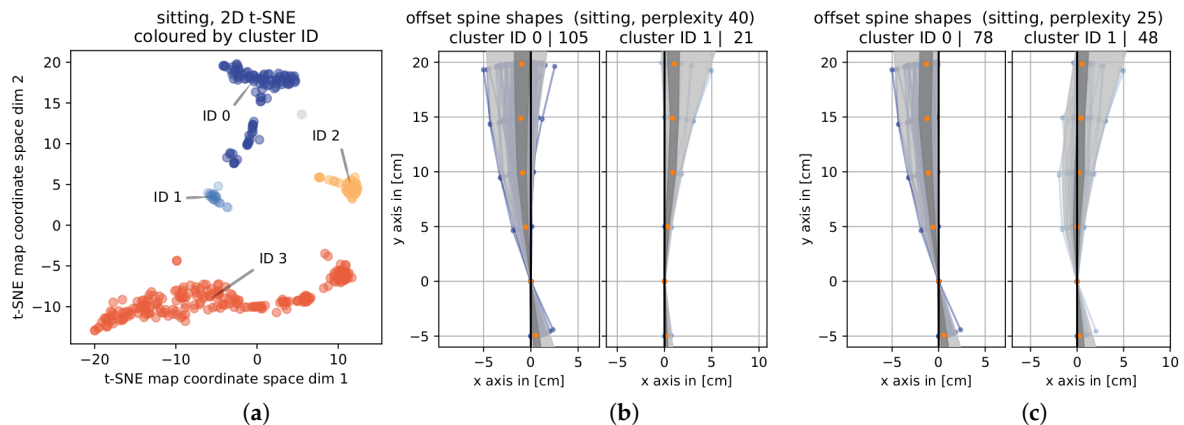 sitting, 2D t-SNE
coloured by cluster ID
t-SNE map coordinate space dim 2
20
15
10
5
0
−5
−10
ID 0
ID 2
ID 1
ID 3
−20
−10
0
10
t-SNE map coordinate space dim 1
(a)
offset spine shapes (sitting, perplexity 40)
cluster ID 0 | 105
cluster ID 1 | 21
y axis in [cm]
20
15
10
5
0
−5
−5
0
5
−5
0
5
10
x axis in [cm]
x axis in [cm]
(b)
offset spine shapes (sitting, perplexity 25)
cluster ID 0 | 78
cluster ID 1 | 48
y axis in [cm]
20
15
10
5
0
−5
−5
0
5
−5
0
5
10
x axis in [cm]
x axis in [cm]
(c)